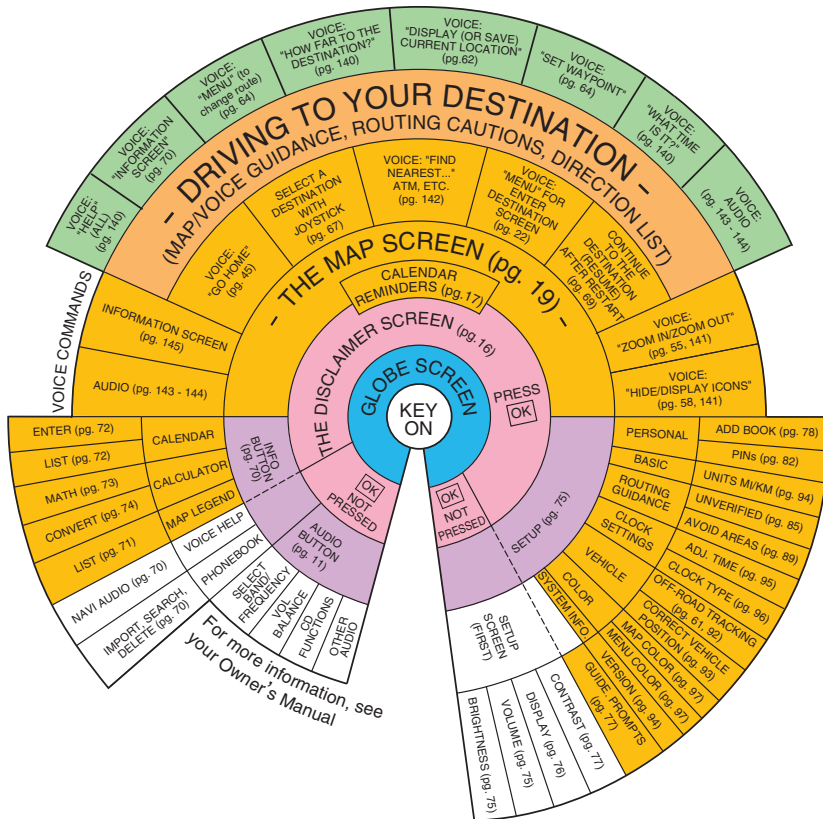 VOICE:
"HELP"
(ALL)
(pg. 140)
VOICE:
"INFORMATION
SCREEN"
(pg. 70)
VOICE:
"MENU" (to
change route)
(pg. 64)
VOICE:
"HOW FAR TO THE
DESTINATION?"
(pg. 140)
VOICE:
"DISPLAY (OR SAVE)
CURRENT LOCATION"
(pg.62)
VOICE:
"SET WAYPOINT"
(pg. 64)
VOICE:
"WHAT TIME
IS IT?"
(pg. 140)
VOICE:
AUDIO
(pg. 143 - 144)
- DRIVING TO YOUR DESTINATION -
(MAP/VOICE GUIDANCE, ROUTING CAUTIONS, DIRECTION LIST)
VOICE COMMANDS
AUDIO (pg. 143 - 144)
INFORMATION SCREEN
(pg. 145)
VOICE:
"GO HOME"
(pg. 45)
SELECT A
DESTINATION
WITH
JOYSTICK
(pg. 67)
VOICE: "FIND
NEAREST..."
ATM, ETC.
(pg. 142)
VOICE:
"MENU" FOR
ENTER
DESTINATION
SCREEN
(pg. 22)
CONTINUE
TO THE
DESTINATION
(RESUME)
AFTER RESTART
(pg. 69)
VOICE:
"ZOOM IN/ZOOM OUT"
(pg. 55, 141)
VOICE:
"HIDE/DISPLAY ICONS"
(pg. 58, 141)
- THE MAP SCREEN (pg. 19) -
CALENDAR
REMINDERS (pg.17)
THE DISCLAIMER SCREEN (pg.16)
PRESS
OK
GLOBE SCREEN
KEY
ON
OK
NOT
PRESSED
OK
NOT
PRESSED
INFO
BUTTON
(pg. 70)
AUDIO
BUTTON
(pg. 11)
SETUP (pg. 75)
CALENDAR
CALCULATOR
MAP LEGEND
VOICE HELP
PHONEBOOK
ENTER (pg. 72)
LIST (pg. 72)
MATH (pg. 73)
CONVERT (pg. 74)
LIST (pg. 71)
NAVI AUDIO (pg. 70)
IMPORT, SEARCH,
DELETE (pg. 70)
SELECT
BAND/
FREQUENCY
VOL
BALANCE
CD
FUNCTIONS
OTHER
AUDIO
For more information, see
your Owner's Manual
PERSONAL
BASIC
ROUTING
GUIDANCE
CLOCK
SETTINGS
VEHICLE
COLOR
SYSTEM INFO
ADD BOOK (pg. 78)
PINs (pg. 82)
UNITS MI/KM (pg. 94)
UNVERIFIED (pg. 85)
AVOID AREAS (pg. 89)
ADJ. TIME (pg. 95)
CLOCK TYPE (pg. 96)
OFF-ROAD TRACKING
(pg. 61, 92)
CORRECT VEHICLE
POSITION (pg. 93)
MAP COLOR (pg. 97)
MENU COLOR (pg. 97)
VERSION (pg. 94)
GUIDE. PROMPTS
(pg. 77)
SETUP
SCREEN
(FIRST)
CONTRAST (pg. 77)
DISPLAY (pg. 76)
VOLUME (pg. 75)
BRIGHTNESS (pg. 75)